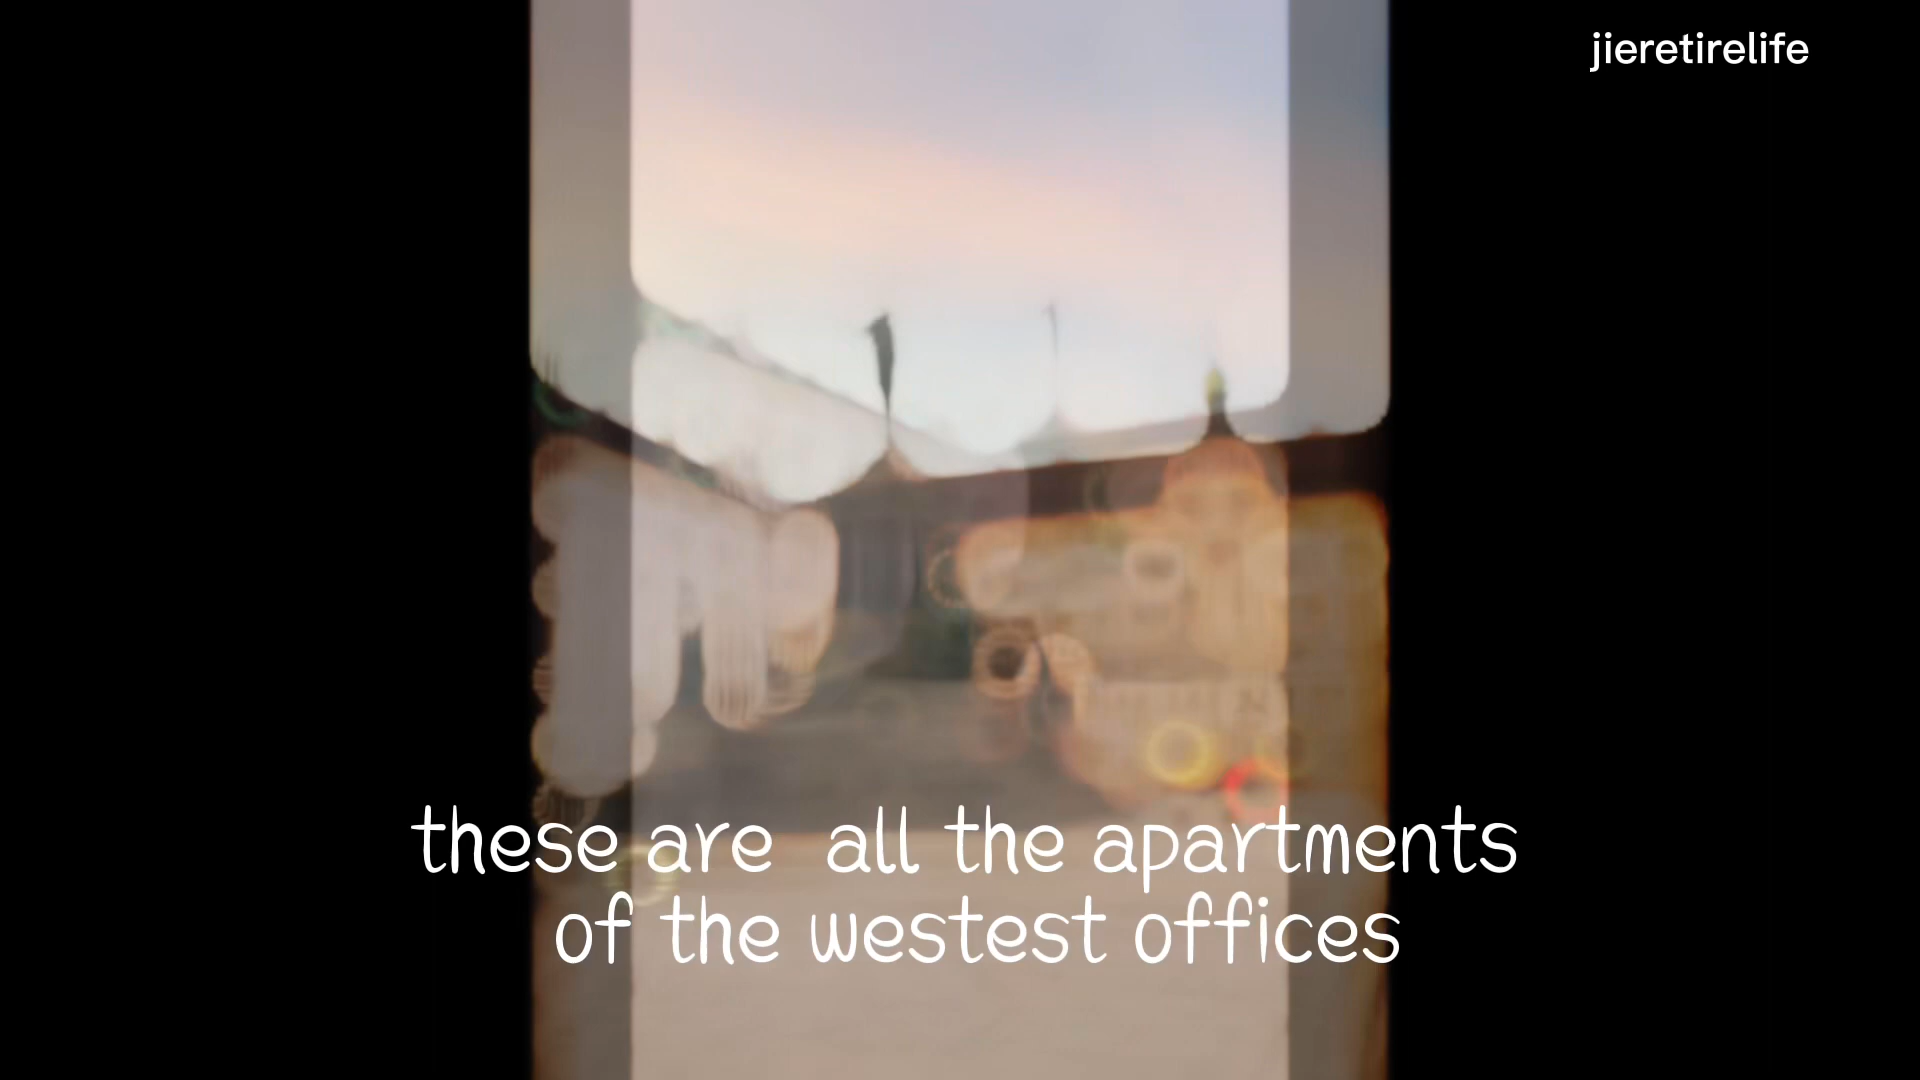 jieretirelife
these are all the apartments
of the westest offices